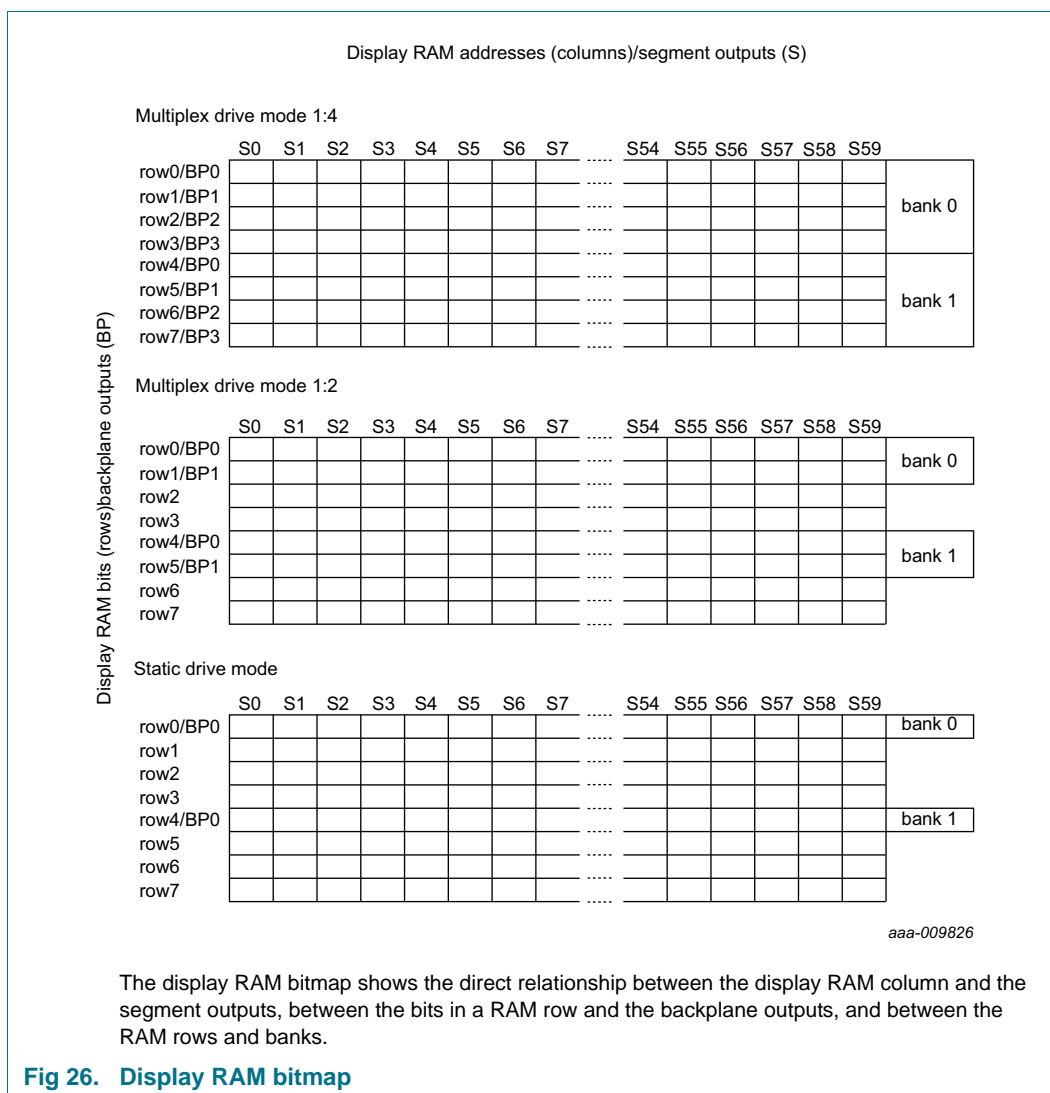 Display RAM addresses (columns)/segment outputs (S)
Display RAM bits (rows)backplane outputs (BP)
Multiplex drive mode 1:4
S0 S1 S2 S3 S4 S5 S6 S7 ..... S54 S55 S56 S57 S58 S59
row0/BP0
row1/BP1
row2/BP2
row3/BP3
bank 0
row4/BP0
row5/BP1
row6/BP2
row7/BP3
bank 1
Multiplex drive mode 1:2
S0 S1 S2 S3 S4 S5 S6 S7 ..... S54 S55 S56 S57 S58 S59
row0/BP0
row1/BP1
bank 0
row2
row3
row4/BP0
row5/BP1
bank 1
row6
row7
Static drive mode
S0 S1 S2 S3 S4 S5 S6 S7 ..... S54 S55 S56 S57 S58 S59
row0/BP0 bank 0
row1
row2
row3
row4/BP0 bank 1
row5
row6
row7
aaa-009826
The display RAM bitmap shows the direct relationship between the display RAM column and the
segment outputs, between the bits in a RAM row and the backplane outputs, and between the
RAM rows and banks.
Fig 26. Display RAM bitmap